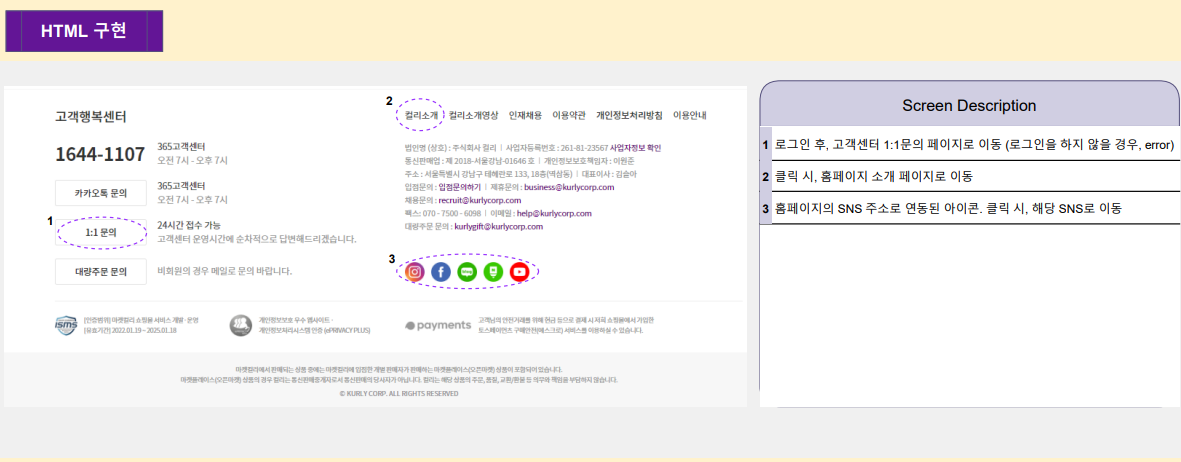 HTML 구현
고객행복센터
1644-1107
365고객센터
오전 7시 - 오후 7시
카카오톡 문의
365고객센터
오전 7시 - 오후 7시
1
1:1 문의
24시간 접수 가능
고객센터 운영시간에 순차적으로 답변해드리겠습니다.
대량주문 문의
비회원의 경우 메일로 문의 바랍니다.
2
컬리소개 컬리소개영상 인재채용 이용약관 개인정보처리방침 이용안내
법인명 (상호) : 주식회사 컬리 | 사업자등록번호 : 261-81-23567 사업자정보 확인
통신판매업 : 제 2018-서울강남-01646 호 | 개인정보보호책임자 : 이원준
주소 : 서울특별시 강남구 테헤란로 133, 18층(역삼동) | 대표이사 : 김슬아
입점문의 : 입점문의하기 | 제휴문의 : business@kurlycorp.com
채용문의 : recruit@kurlycorp.com
팩스: 070 - 7500 - 6098 | 이메일 : help@kurlycorp.com
대량주문 문의 : kurlygift@kurlycorp.com
3
blog
isms
[인증범위] 마켓컬리 쇼핑몰 서비스 개발 · 운영
[유효기간] 2022.01.19 ~ 2025.01.18
개인정보보호 우수 웹사이트 ·
개인정보처리시스템 인증 (ePRIVACY PLUS)
payments
고객님의 안전거래를 위해 현금 등으로 결제 시 저희 쇼핑몰에서 가입한
토스페이먼츠 구매안전(에스크로) 서비스를 이용하실 수 있습니다.
마켓컬리에서 판매되는 상품 중에는 마켓컬리에 입점한 개별 판매자가 판매하는 마켓플레이스(오픈마켓) 상품이 포함되어 있습니다.
마켓플레이스(오픈마켓) 상품의 경우 컬리는 통신판매중개자로서 통신판매의 당사자가 아닙니다. 컬리는 해당 상품의 주문, 품질, 교환/환불 등 의무와 책임을 부담하지 않습니다.
© KURLY CORP. ALL RIGHTS RESERVED
Screen Description
1 로그인 후, 고객센터 1:1문의 페이지로 이동 (로그인을 하지 않을 경우, error)
2 클릭 시, 홈페이지 소개 페이지로 이동
3 홈페이지의 SNS 주소로 연동된 아이콘. 클릭 시, 해당 SNS로 이동